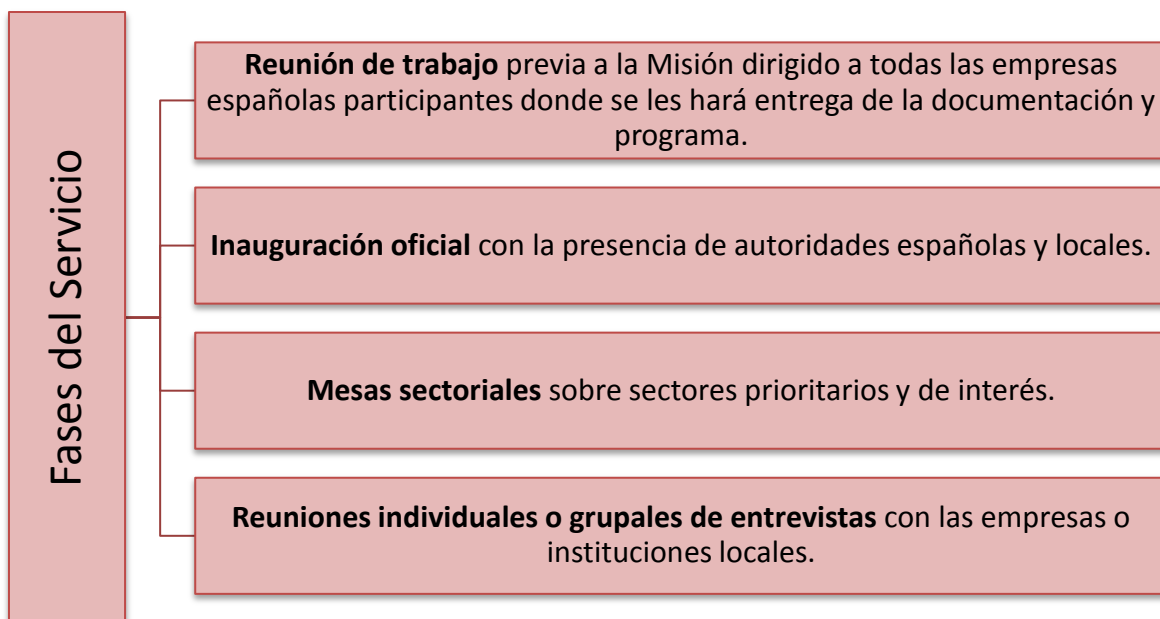 Fases del Servicio
Reunión de trabajo previa a la Misión dirigido a todas las empresas
españolas participantes donde se les hará entrega de la documentación y
programa.
Inauguración oficial con la presencia de autoridades españolas y locales.
Mesas sectoriales sobre sectores prioritarios y de interés.
Reuniones individuales o grupales de entrevistas con las empresas o
instituciones locales.